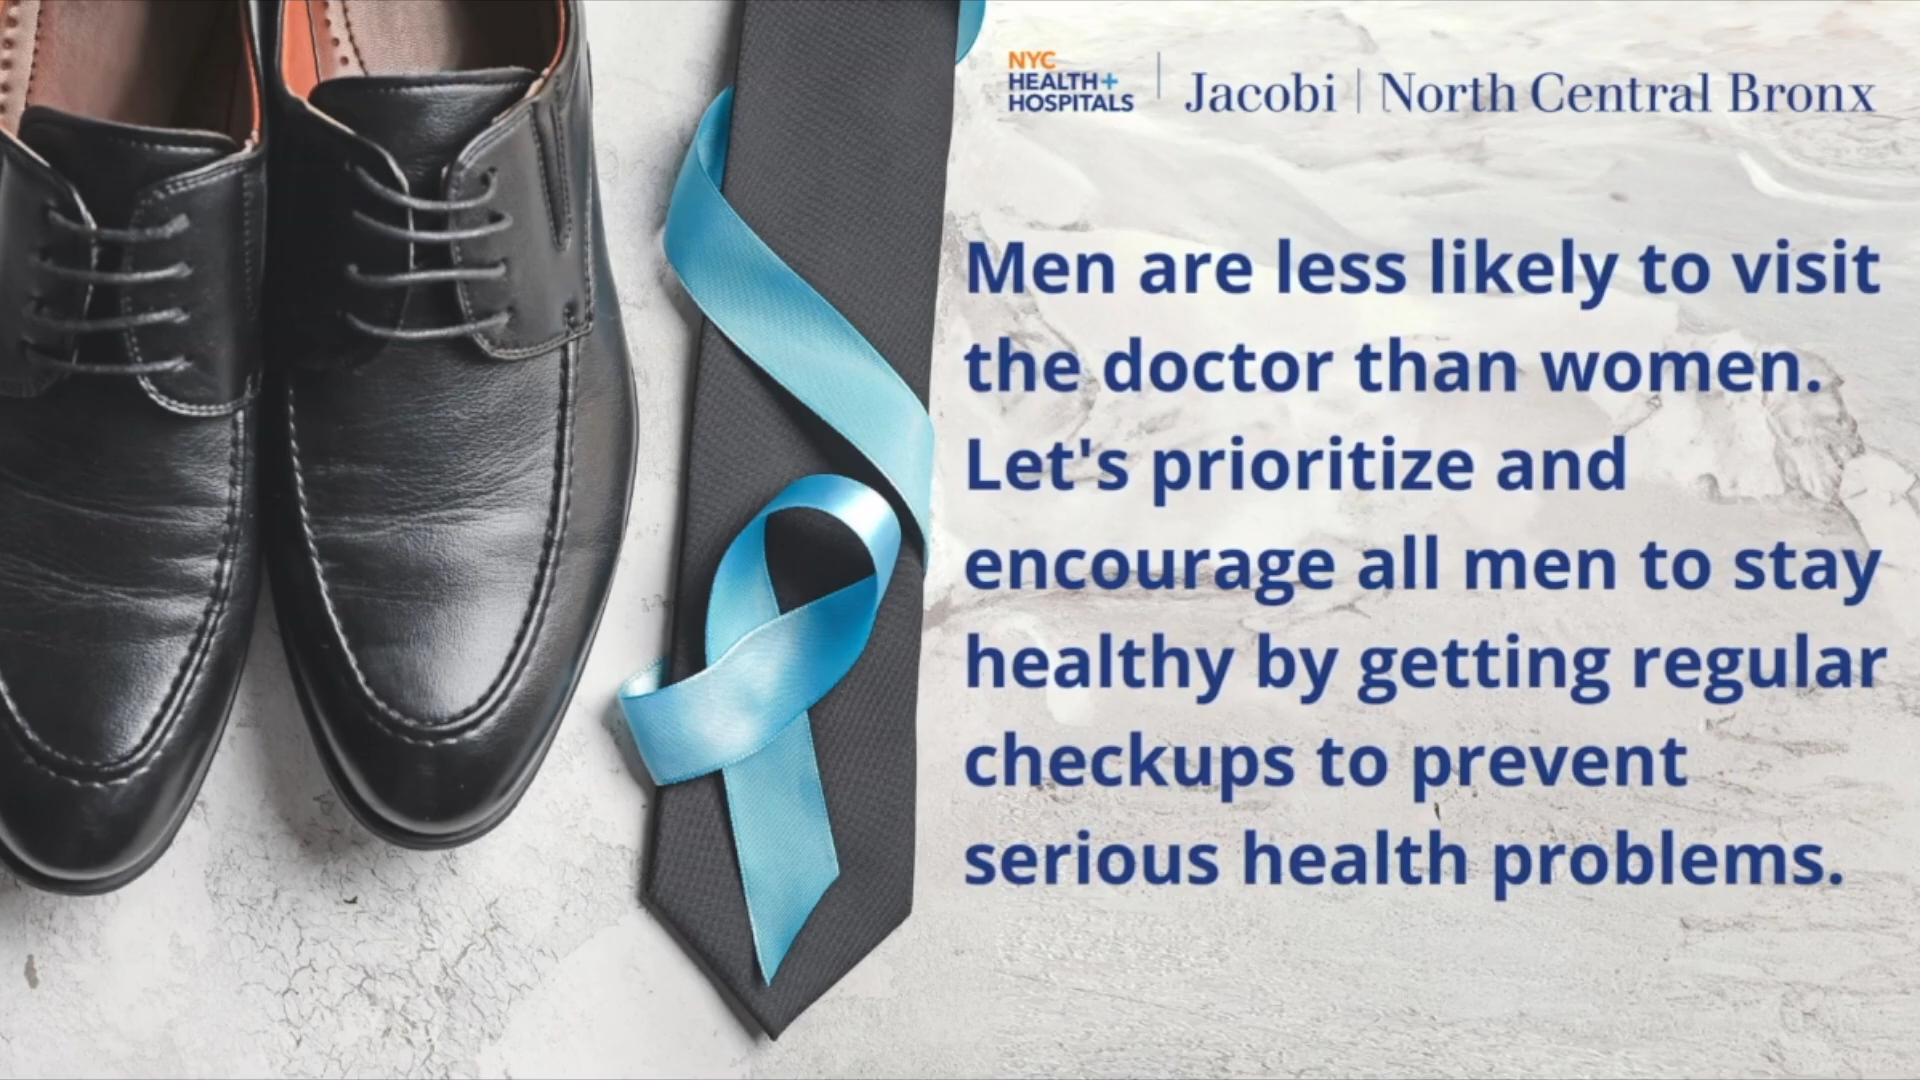 NYC
HEALTH+
HOSPITALS
Jacobi | North Central Bronx
Men are less likely to visit
the doctor than women.
Let's prioritize and
encourage all men to stay
healthy by getting regular
checkups to prevent
serious health problems.